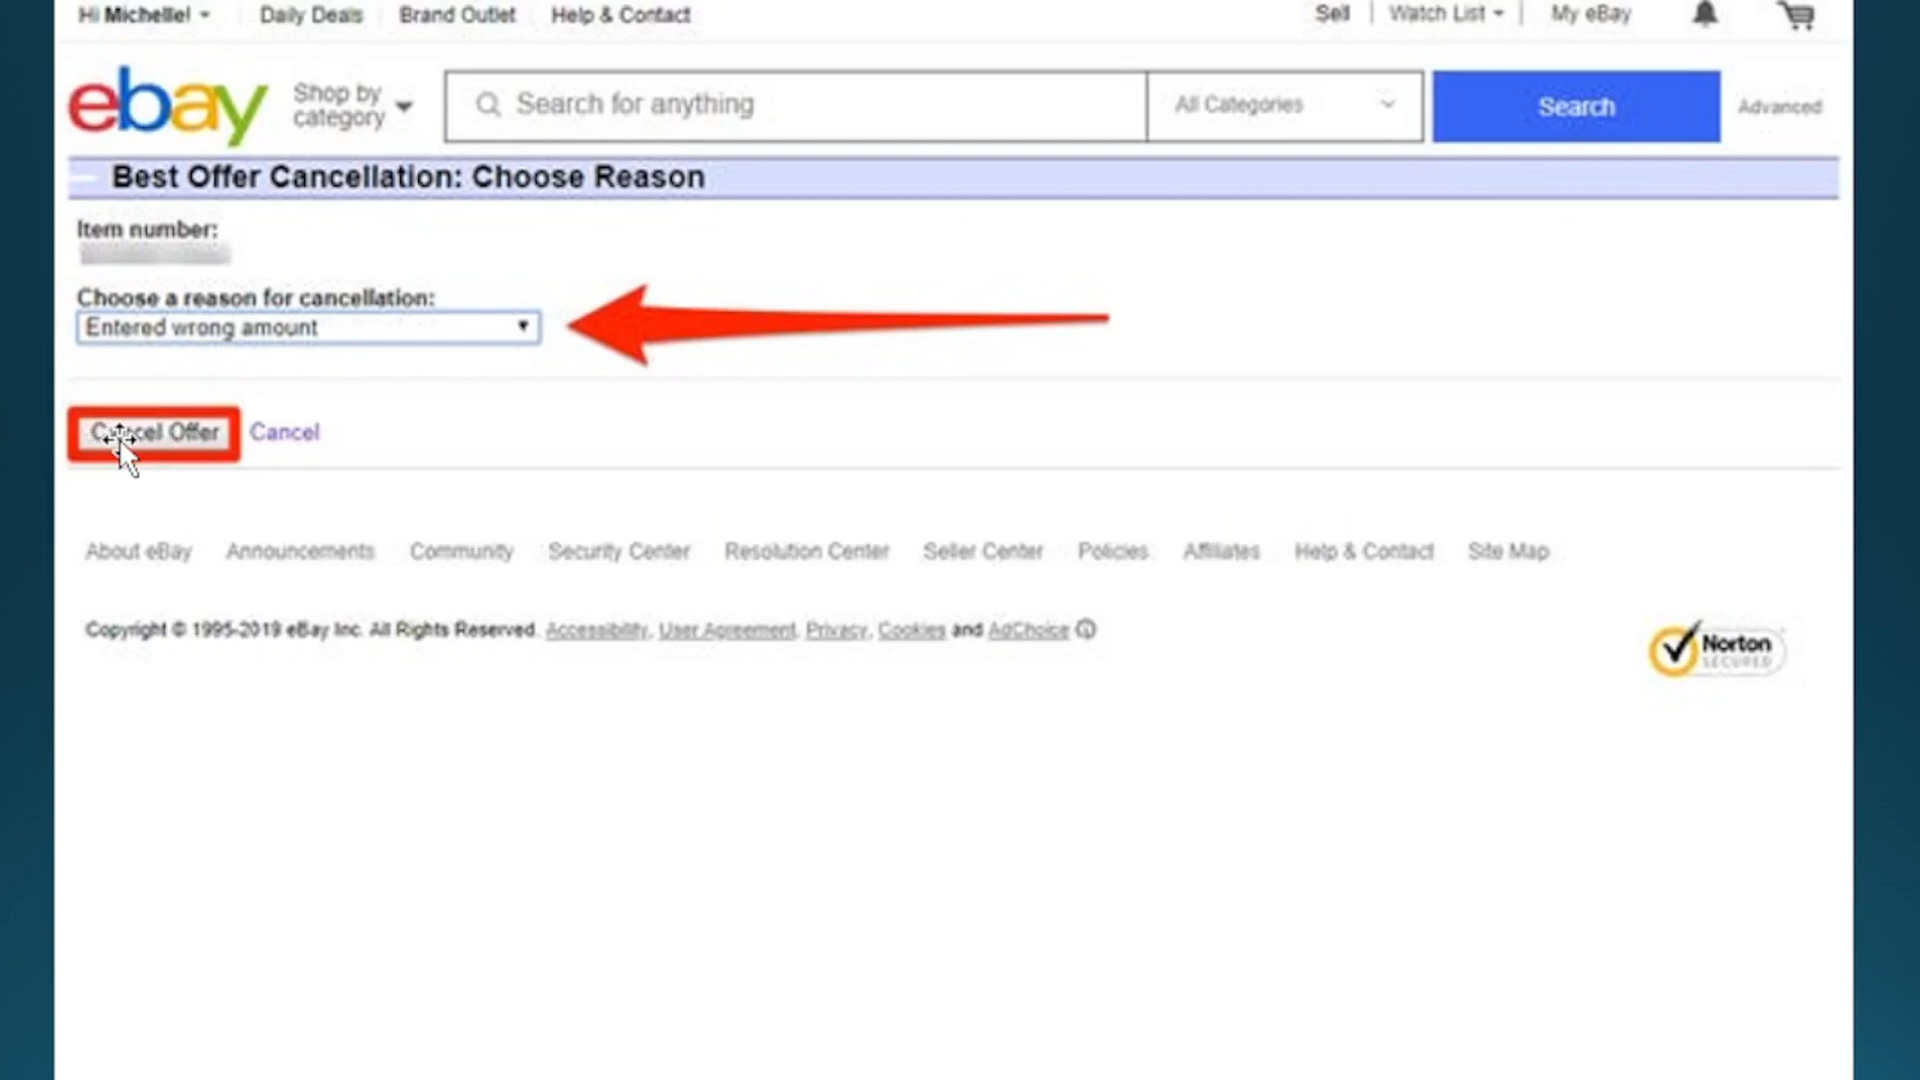 Hi Michelle! Daily Deals Brand Outlet Help & Contact Sell Watch List My eBay
ebay Shop by category Search for anything All Categories Search Advanced
Best Offer Cancellation: Choose Reason
Item number:
Choose a reason for cancellation:
Entered wrong amount
Cancel Offer Cancel
About eBay Announcements Community Security Center Resolution Center Seller Center Policies Affiliates Help & Contact Site Map
Copyright © 1995-2019 eBay Inc. All Rights Reserved. Accessibility, User Agreement, Privacy, Cookies and AdChoice
Norton
SECURED